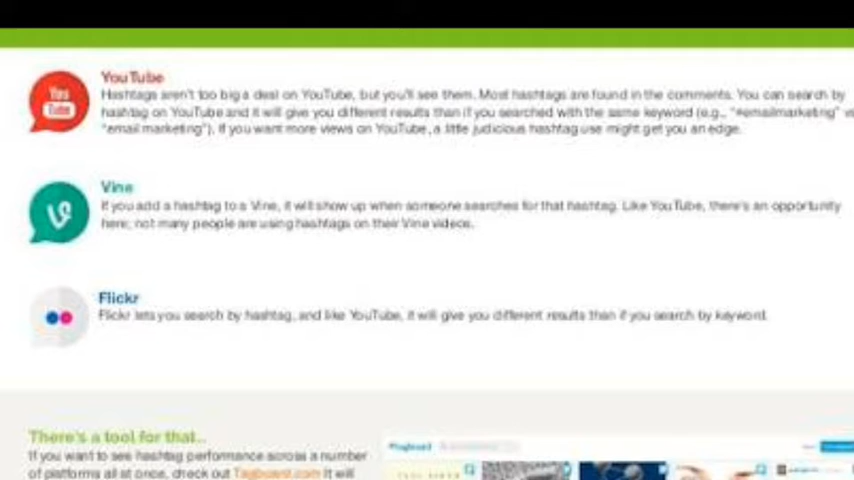 YouTube
Hashtags aren't too big a deal on YouTube, but you'll see them. Most hashtags are found in the comments. You can search by
hashtag on YouTube and it will give you different results than if you searched with the same keyword (e.g., "#emailmarketing" v
"email marketing"). If you want more views on YouTube, a little judicious hashtag use might get you an edge.
You
Tube
Vine
If you add a hashtag to a Vine, it will show up when someone searches for that hashtag. Like YouTube, there's an opportunity
here; not many people are using hashtags on their Vine videos.
Flickr
Flickr lets you search by hashtag, and like YouTube, it will give you different results than if you search by keyword.
There's a tool for that...
If you want to see hashtag performance across a number
of platforms all at once, check out Tagboard.com It will